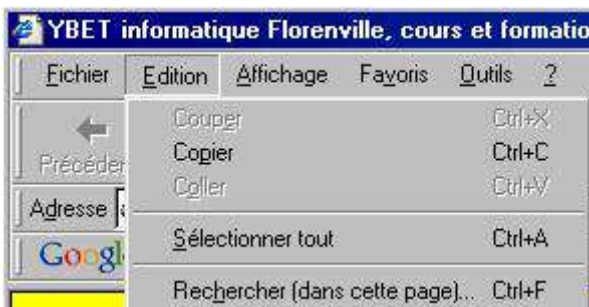 YBET informatique Florenville, cours et formatio
Fichier Edition Affichage Favoris Outils ?
Couper Ctrl+X
Précéder
Copier Ctrl+C
Coller Ctrl+V
Adresse
Sélectionner tout Ctrl+A
Googl
Rechercher (dans cette page)... Ctrl+F